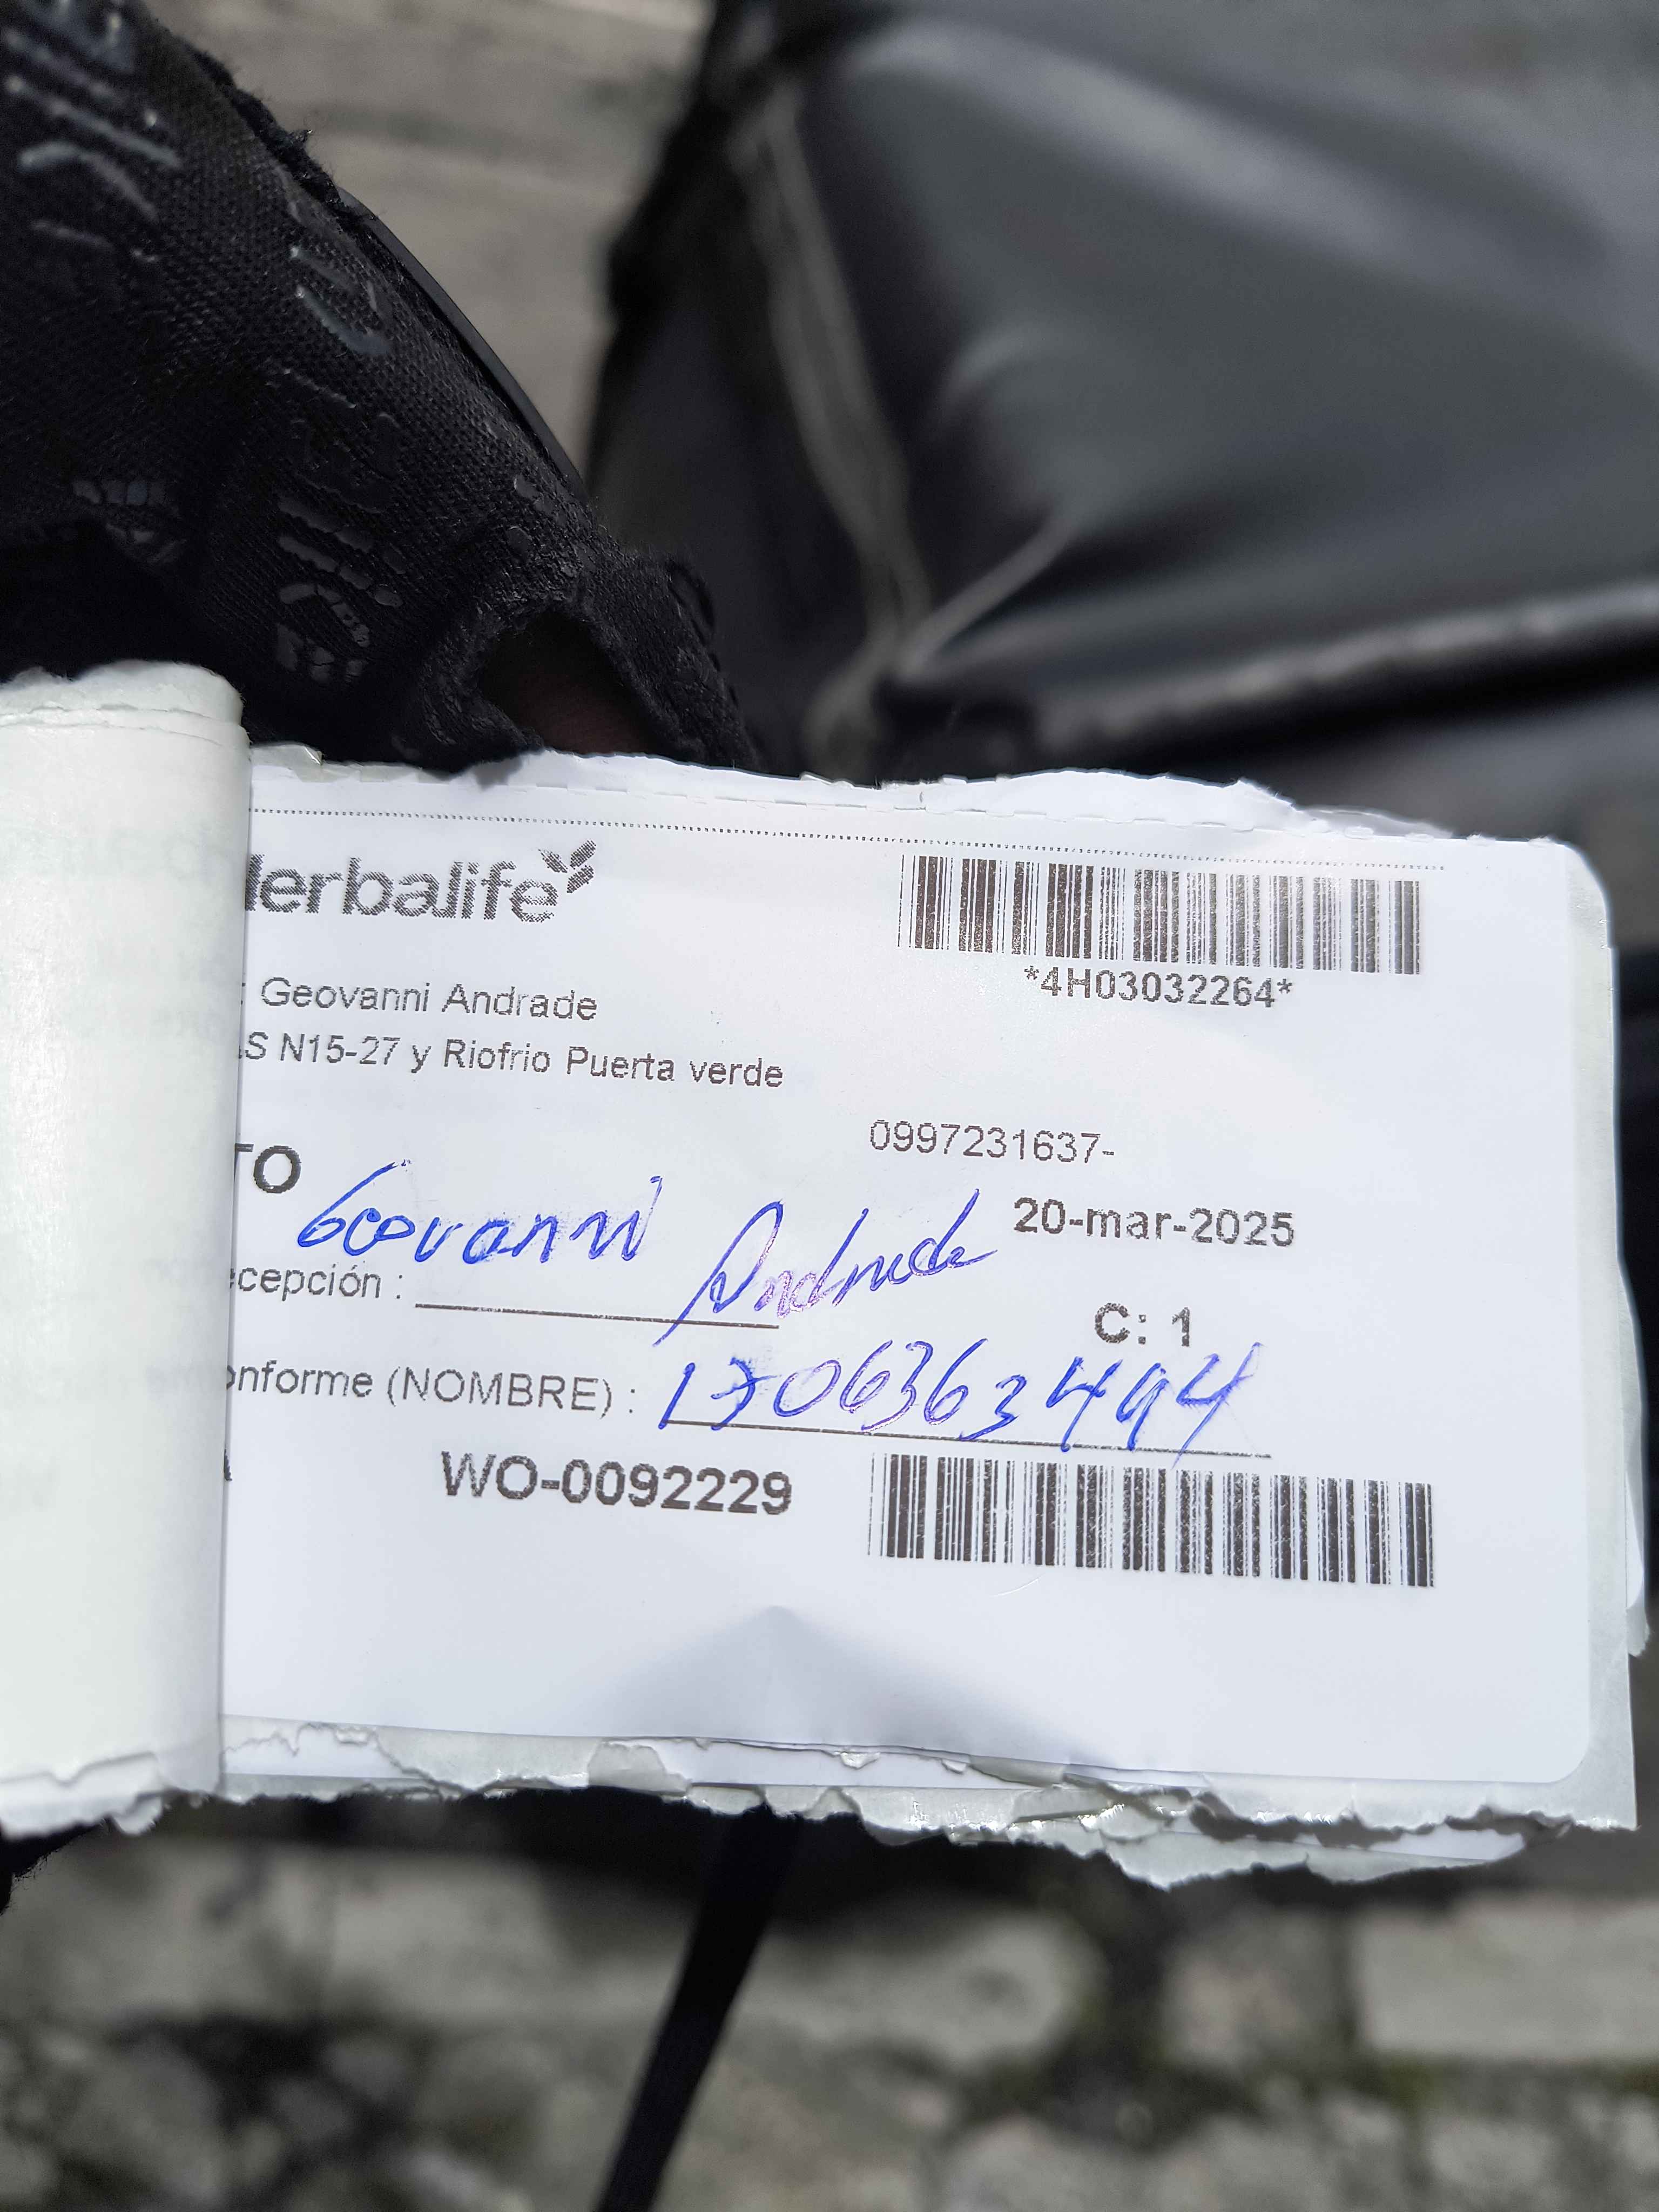 Herbalife
*4H03032264*
: Geovanni Andrade
AS N15-27 y Riofrio Puerta verde
0997231637-
TO
20-mar-2025
Geovanni Andrade
ecepción :
C: 1
onforme (NOMBRE) : 1706363494
WO-0092229